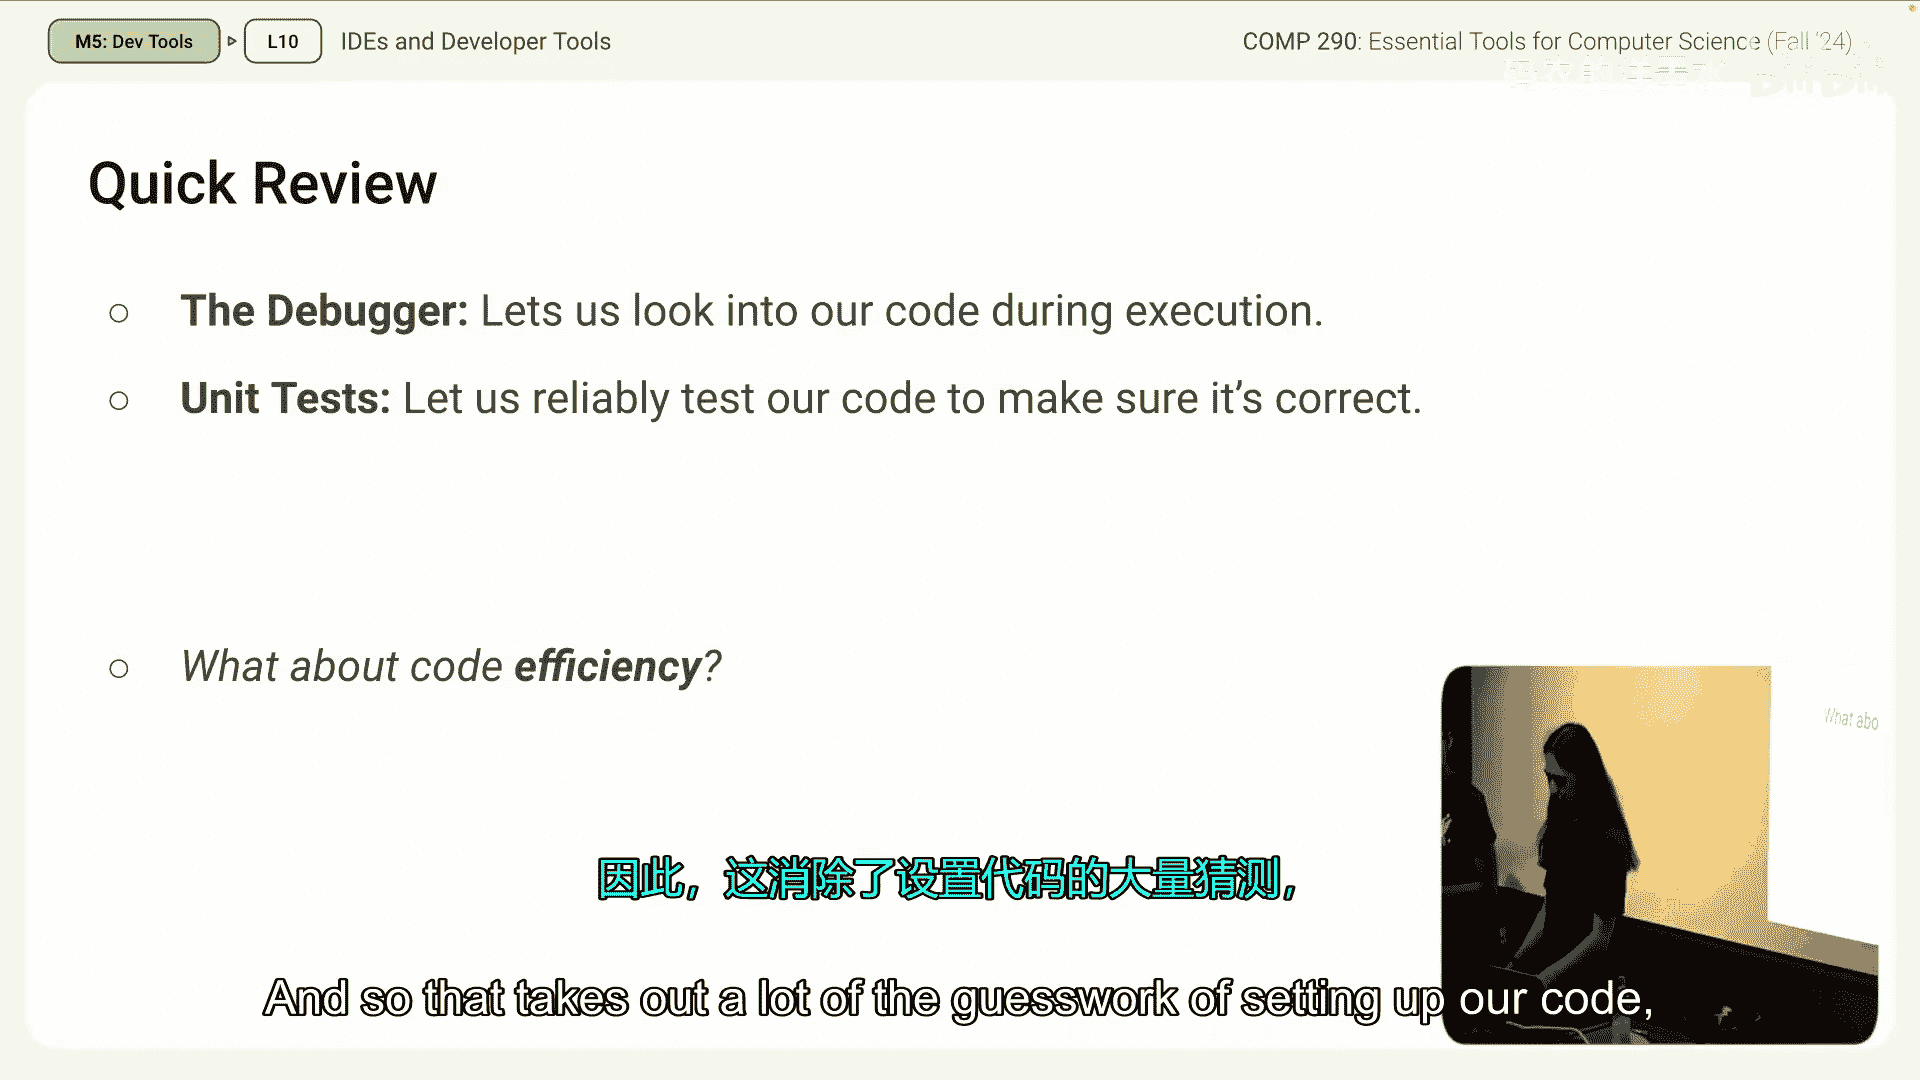 M5: Dev Tools
L10
IDEs and Developer Tools
COMP 290: Essential Tools for Computer Science (Fall '24)
Quick Review
The Debugger: Lets us look into our code during execution.
Unit Tests: Let us reliably test our code to make sure it’s correct.
What about code efficiency?
What abo
因此，这消除了设置代码的大量猜测，
And so that takes out a lot of the guesswork of setting up our code,